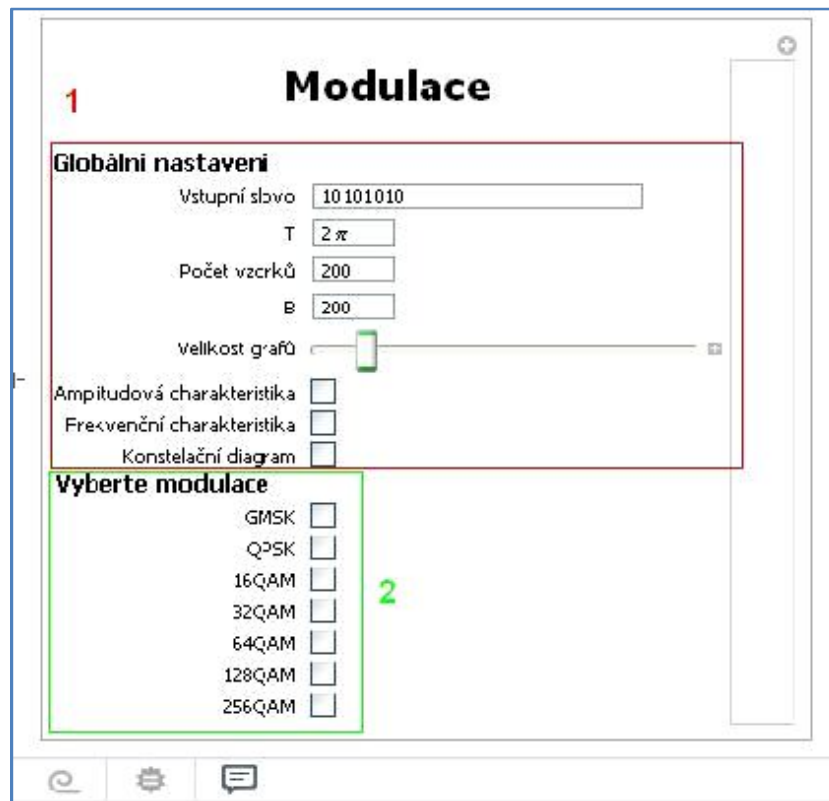 Modulace
1
Globální nastavení
Vstupní slovo 10101010
T 2 π
Počet vzorků 200
B 200
Velikost grafů
Ampitudová charakteristika
Frekvenční charakteristika
Konstelační diagram
Vyberte modulace
GMSK
QPSK
16QAM
2
32QAM
64QAM
128QAM
256QAM